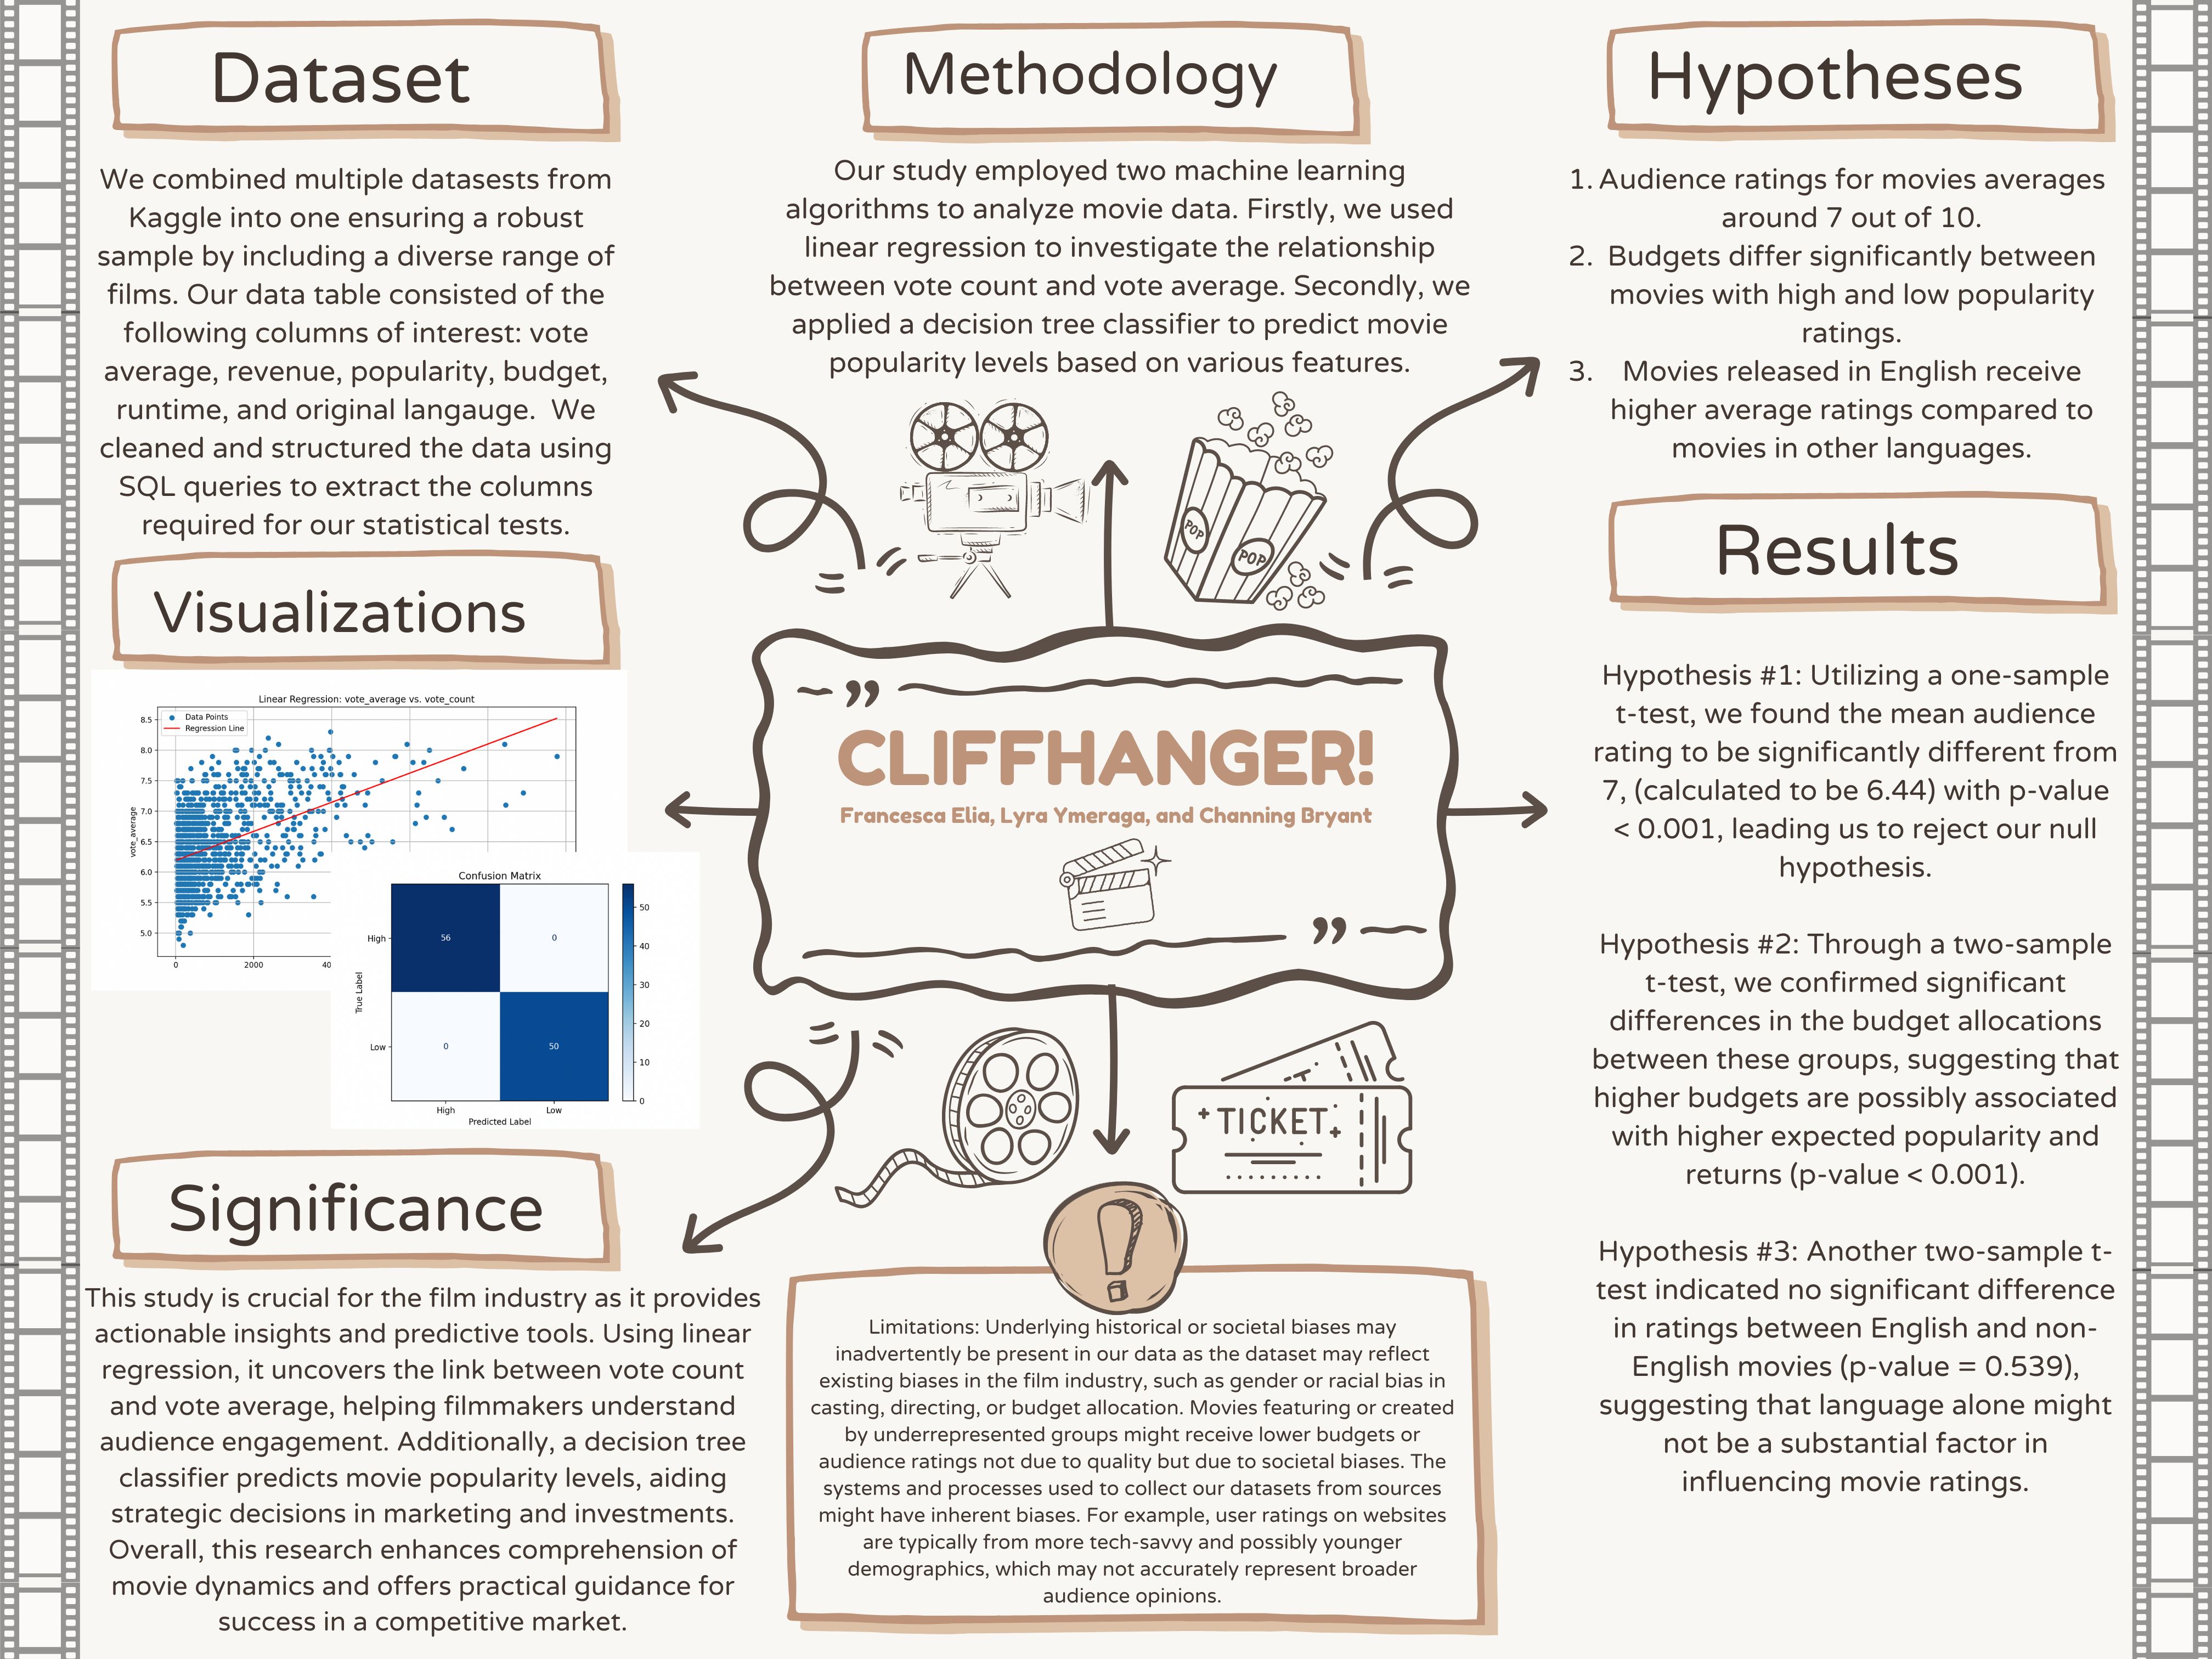 Dataset
We combined multiple datasests from
Kaggle into one ensuring a robust
sample by including a diverse range of
films. Our data table consisted of the
following columns of interest: vote
average, revenue, popularity, budget,
runtime, and original langauge.  We
cleaned and structured the data using
SQL queries to extract the columns
required for our statistical tests.
Visualizations
Linear Regression: vote_average vs. vote_count
Data Points
Regression Line
vote_average
8.5
8.0
7.5
7.0
6.5
6.0
5.5
5.0
0
2000
40
Confusion Matrix
True Label
High
Low
56
0
0
50
High
Low
Predicted Label
50
40
30
20
10
0
Significance
This study is crucial for the film industry as it provides
actionable insights and predictive tools. Using linear
regression, it uncovers the link between vote count
and vote average, helping filmmakers understand
audience engagement. Additionally, a decision tree
classifier predicts movie popularity levels, aiding
strategic decisions in marketing and investments.
Overall, this research enhances comprehension of
movie dynamics and offers practical guidance for
success in a competitive market.
Methodology
Our study employed two machine learning
algorithms to analyze movie data. Firstly, we used
linear regression to investigate the relationship
between vote count and vote average. Secondly, we
applied a decision tree classifier to predict movie
popularity levels based on various features.
POP
POP
”
CLIFFHANGER!
Francesca Elia, Lyra Ymeraga, and Channing Bryant
”
TICKET
!
Limitations: Underlying historical or societal biases may
inadvertently be present in our data as the dataset may reflect
existing biases in the film industry, such as gender or racial bias in
casting, directing, or budget allocation. Movies featuring or created
by underrepresented groups might receive lower budgets or
audience ratings not due to quality but due to societal biases. The
systems and processes used to collect our datasets from sources
might have inherent biases. For example, user ratings on websites
are typically from more tech-savvy and possibly younger
demographics, which may not accurately represent broader
audience opinions.
Hypotheses
1. Audience ratings for movies averages
around 7 out of 10.
2. Budgets differ significantly between
movies with high and low popularity
ratings.
3. Movies released in English receive
higher average ratings compared to
movies in other languages.
Results
Hypothesis #1: Utilizing a one-sample
t-test, we found the mean audience
rating to be significantly different from
7, (calculated to be 6.44) with p-value
< 0.001, leading us to reject our null
hypothesis.
Hypothesis #2: Through a two-sample
t-test, we confirmed significant
differences in the budget allocations
between these groups, suggesting that
higher budgets are possibly associated
with higher expected popularity and
returns (p-value < 0.001).
Hypothesis #3: Another two-sample t-
test indicated no significant difference
in ratings between English and non-
English movies (p-value = 0.539),
suggesting that language alone might
not be a substantial factor in
influencing movie ratings.